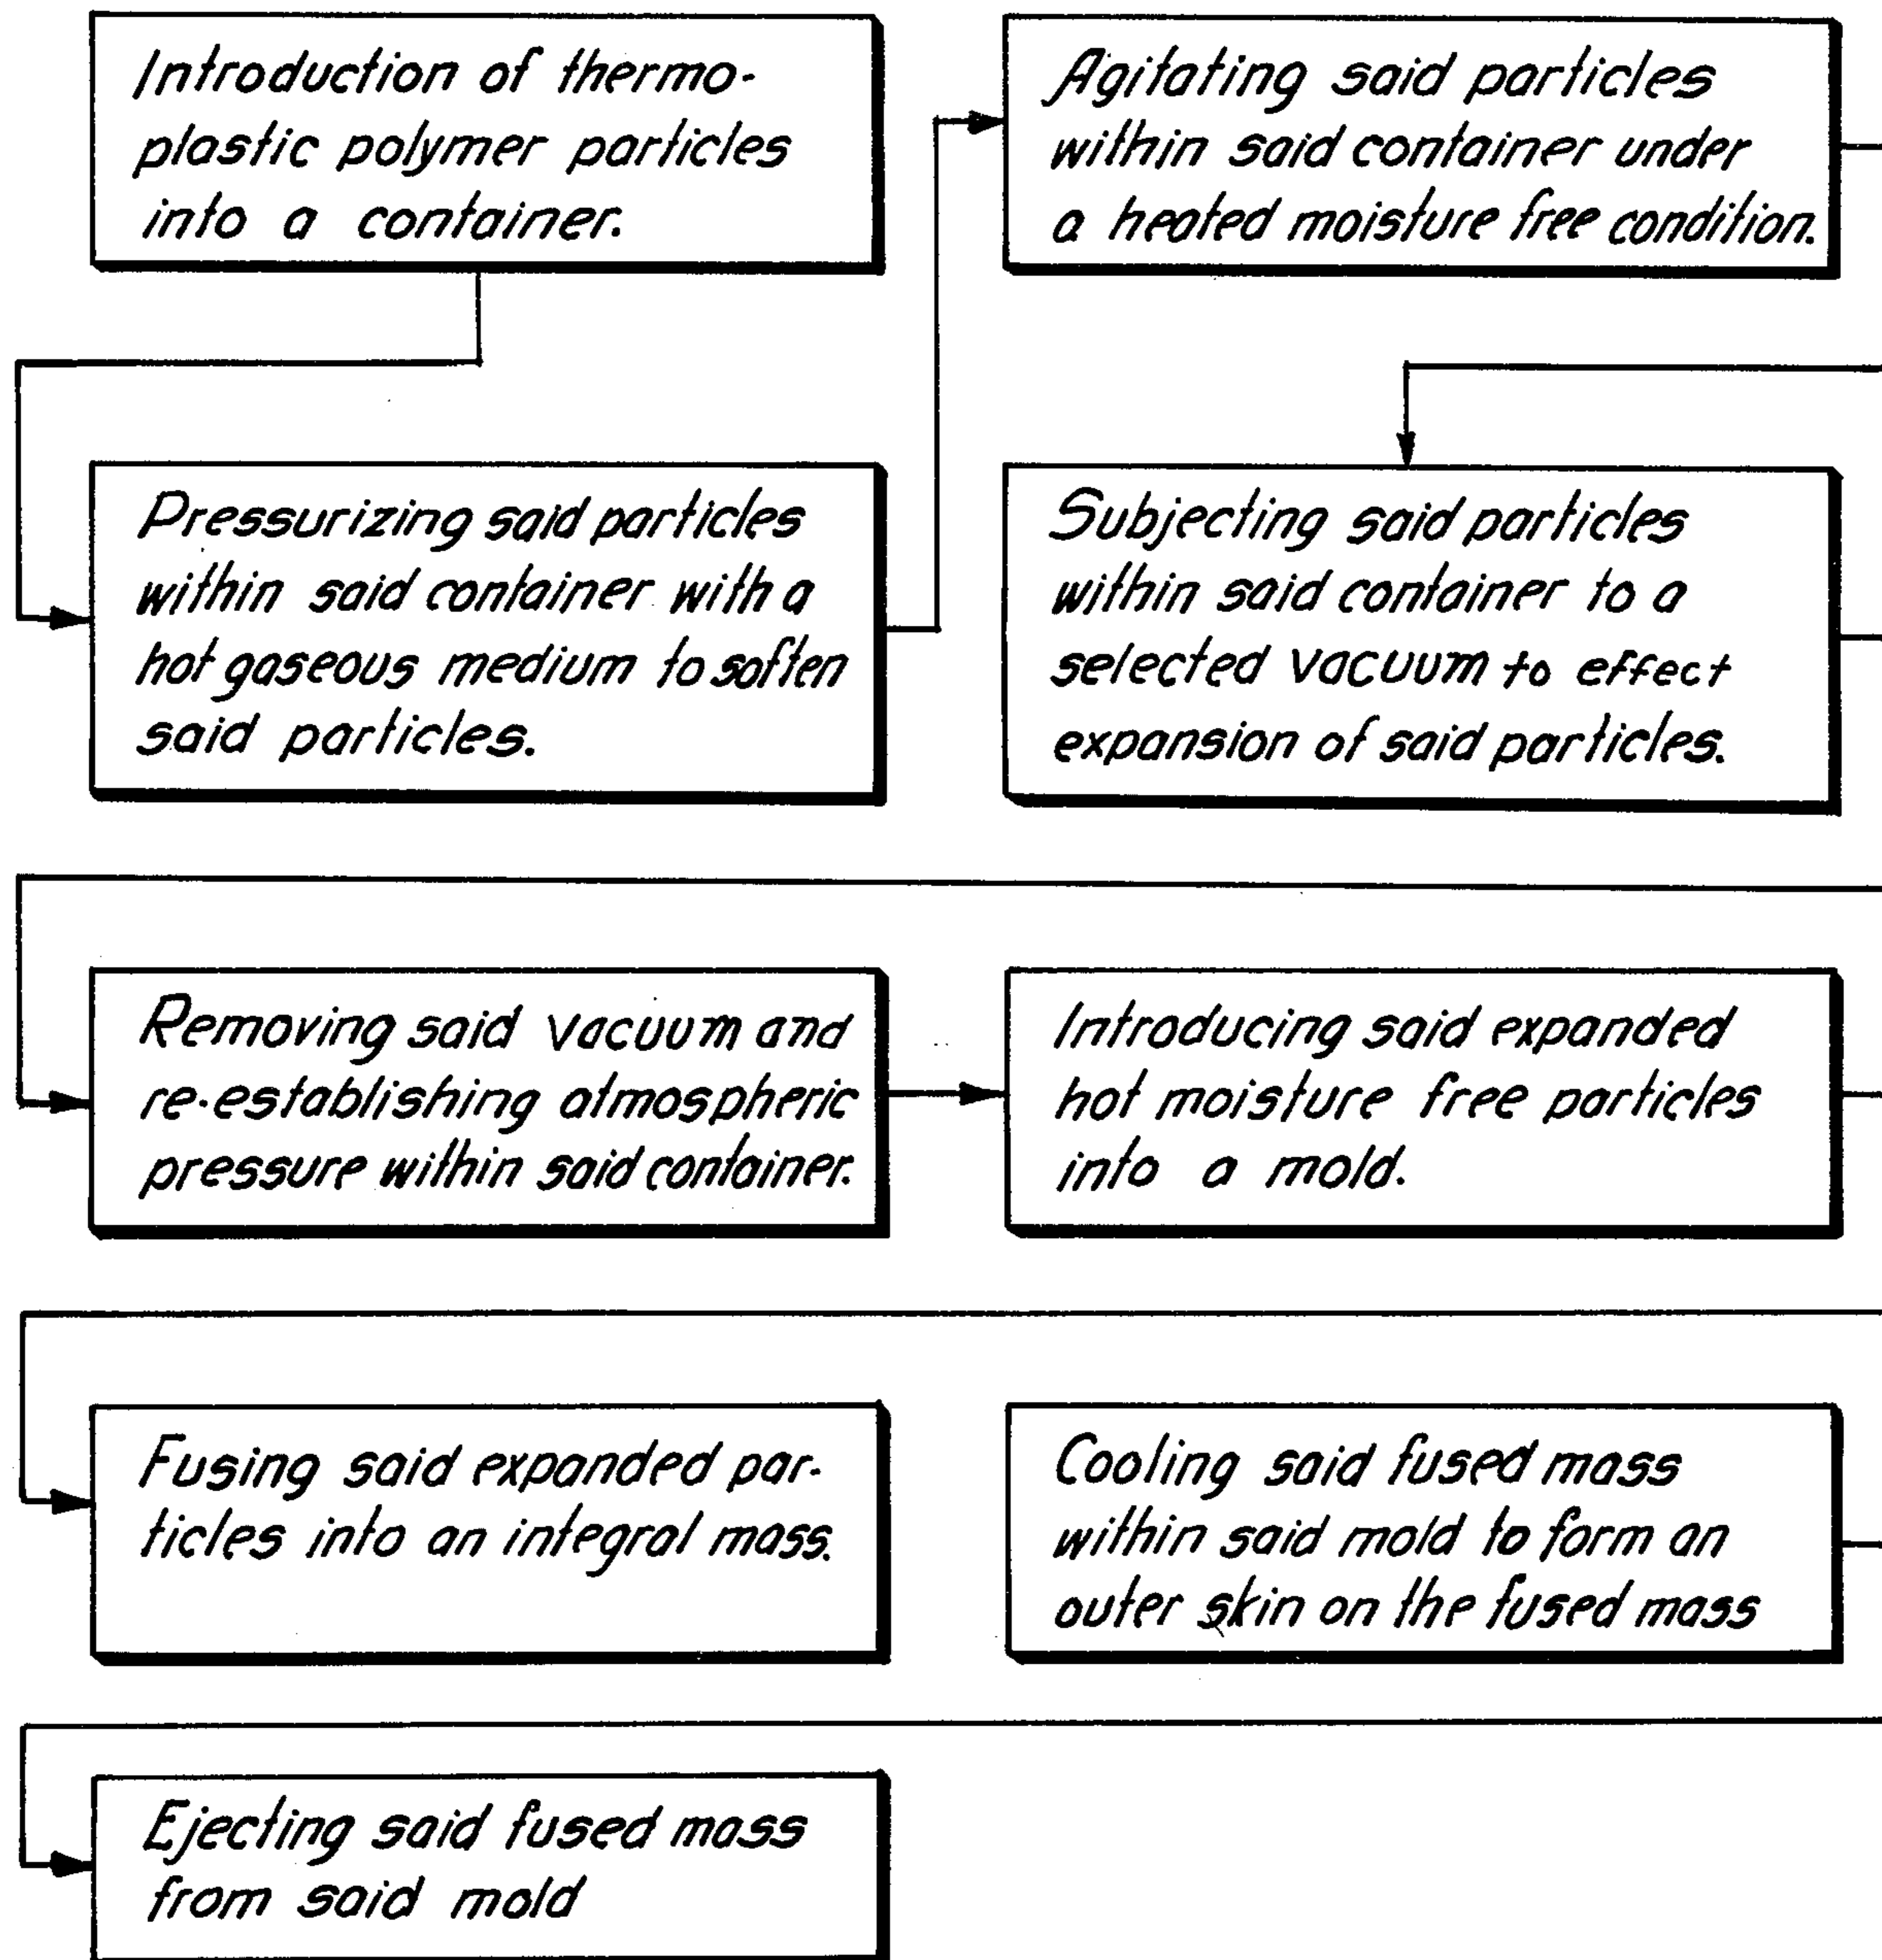 Introduction of thermo-
plastic polymer particles
into a container.
Pressurizing said particles
within said container with a
hot gaseous medium to soften
said particles.
Agitating said particles
within said container under
a heated moisture free condition.
Subjecting said particles
within said container to a
selected vacuum to effect
expansion of said particles.
Removing said vacuum and
re-establishing atmospheric
pressure within said container.
Introducing said expanded
hot moisture free particles
into a mold.
Fusing said expanded par-
ticles into an integral mass.
Cooling said fused mass
within said mold to form an
outer skin on the fused mass
Ejecting said fused mass
from said mold